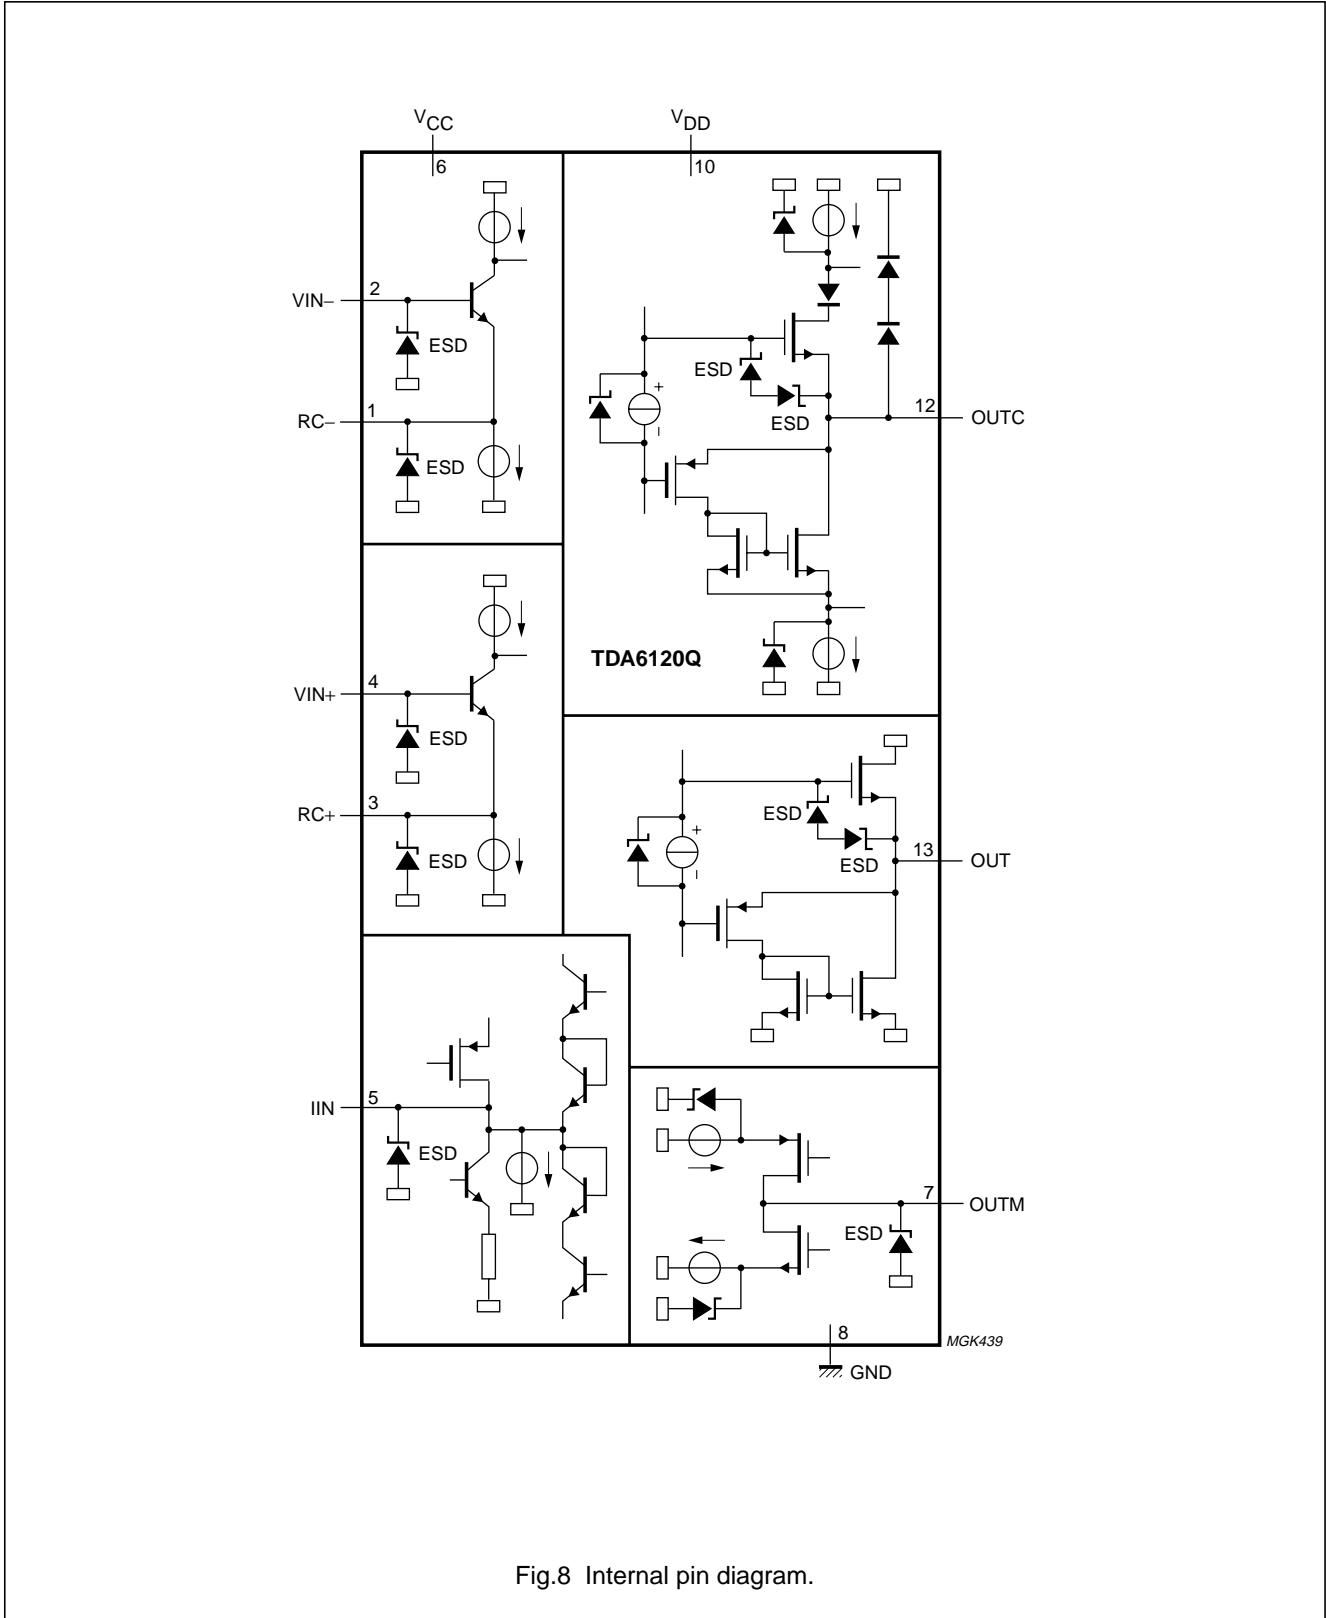 VCC
VDD
6
10
2
VIN−
ESD
1
RC−
ESD
ESD
ESD
12
OUTC
TDA6120Q
4
VIN+
ESD
3
RC+
ESD
+
−
+
−
ESD
ESD
13
OUT
5
IIN
ESD
7
OUTM
ESD
8
GND
MGK439
Fig.8 Internal pin diagram.